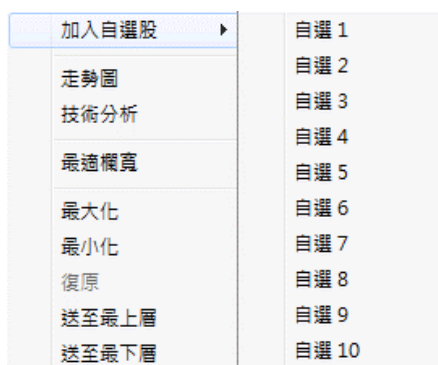 加入自選股
走勢圖
技術分析
最適欄寬
最大化
最小化
復原
送至最上層
送至最下層
自選 1
自選 2
自選 3
自選 4
自選 5
自選 6
自選 7
自選 8
自選 9
自選 10